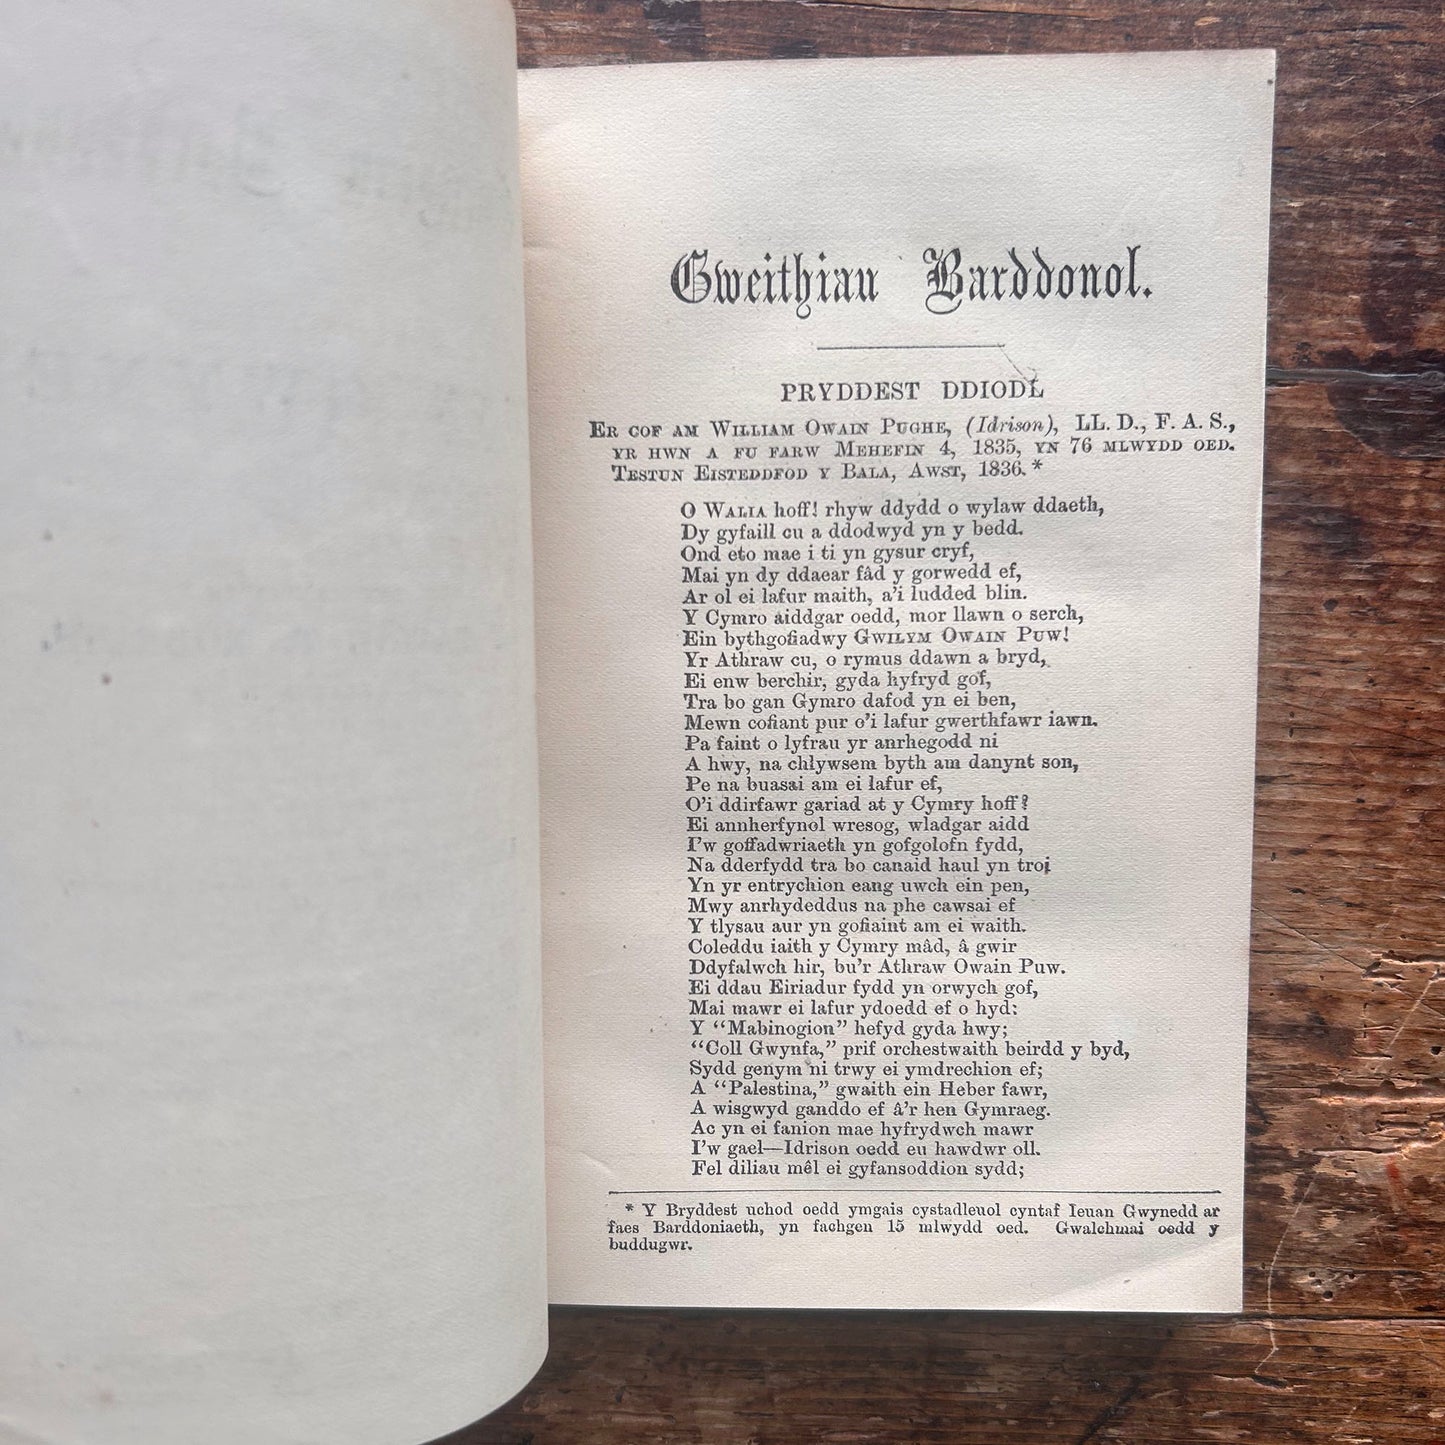 Gweithiau Barddonol.
PRYDDEST DDIODL
ER COF AM WILLIAM OWAIN PUGHE, (Idrison), LL. D., F. A. S.,
YR HWN A FU FARW MEHEFIN 4, 1835, YN 76 MLWYDD OED.
TESTUN EISTEDDFOD Y BALA, AWST, 1836.*
O WALIA hoff! rhyw ddydd o wylaw ddaeth,
Dy gyfaill cu a ddodwyd yn y bedd.
Ond eto mae i ti yn gysur cryf,
Mai yn dy ddaear fâd y gorwedd ef,
Ar ol ei lafur maith, a'i ludded blin.
Y Cymro aiddgar oedd, mor llawn o serch,
Ein bythgofiadwy GWILYM OWAIN PUW!
Yr Athraw cu, o rymus ddawn a bryd,
Ei enw berchir, gyda hyfryd gof,
Tra bo gan Gymro dafod yn ei ben,
Mewn cofiant pur o'i lafur gwerthfawr iawn.
Pa faint o lyfrau yr anrhegodd ni
A hwy, na chlywsem byth am danynt son,
Pe na buasai am ei lafur ef,
O'i ddirfawr gariad at y Cymry hoff?
Ei annherfynol wresog, wladgar aidd
I'w goffadwriaeth yn gofgolofn fydd,
Na dderfydd tra bo canaid haul yn troi
Yn yr entrychion eang uwch ein pen,
Mwy anrhydeddus na phe cawsai ef
Y tlysau aur yn gofiaint am ei waith.
Coleddu iaith y Cymry mâd, â gwir
Ddyfalwch hir, bu'r Athraw Owain Puw.
Ei ddau Eiriadur fydd yn orwych gof,
Mai mawr ei lafur ydoedd ef o hyd:
Y "Mabinogion" hefyd gyda hwy;
"Coll Gwynfa," prif orchestwaith beirdd y byd,
Sydd genym ni trwy ei ymdrechion ef;
A "Palestina," gwaith ein Heber fawr,
A wisgwyd ganddo ef â'r hen Gymraeg.
Ac yn ei fanion mae hyfrydwch mawr
I'w gael—Idrison oedd eu hawdwr oll.
Fel diliau mêl ei gyfansoddion sydd;
* Y Bryddest uchod oedd ymgais cystadleuol cyntaf Ieuan Gwynedd ar
faes Barddoniaeth, yn fachgen 15 mlwydd oed. Gwalchmai oedd y
buddugwr.